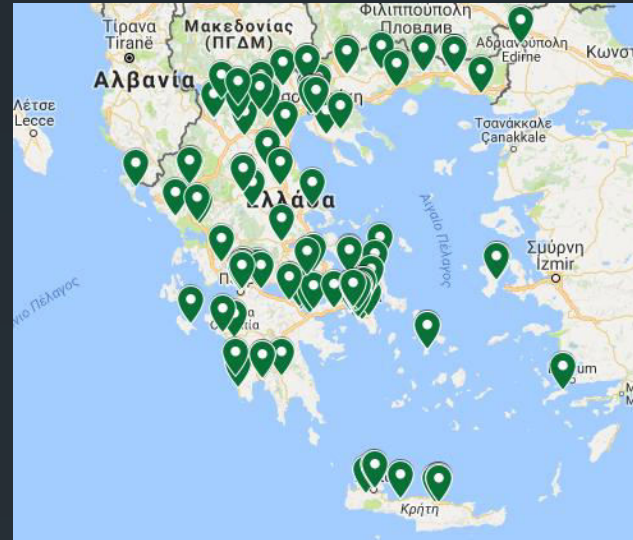 Φιλιππούπολη
Пловдив
Τίρανα
Tiranë
Μακεδονίας
(ΠΓΔΜ)
Αδριανούπολη
Edirne
Κωνστ
Αλβανία
Λέτσε
Lecce
Τσανάκκαλε
Çanakkale
Ελλάδα
Αιγαίο Πέλαγος
Σμύρνη
İzmir
νιο Πέλαγος
Κρήτη